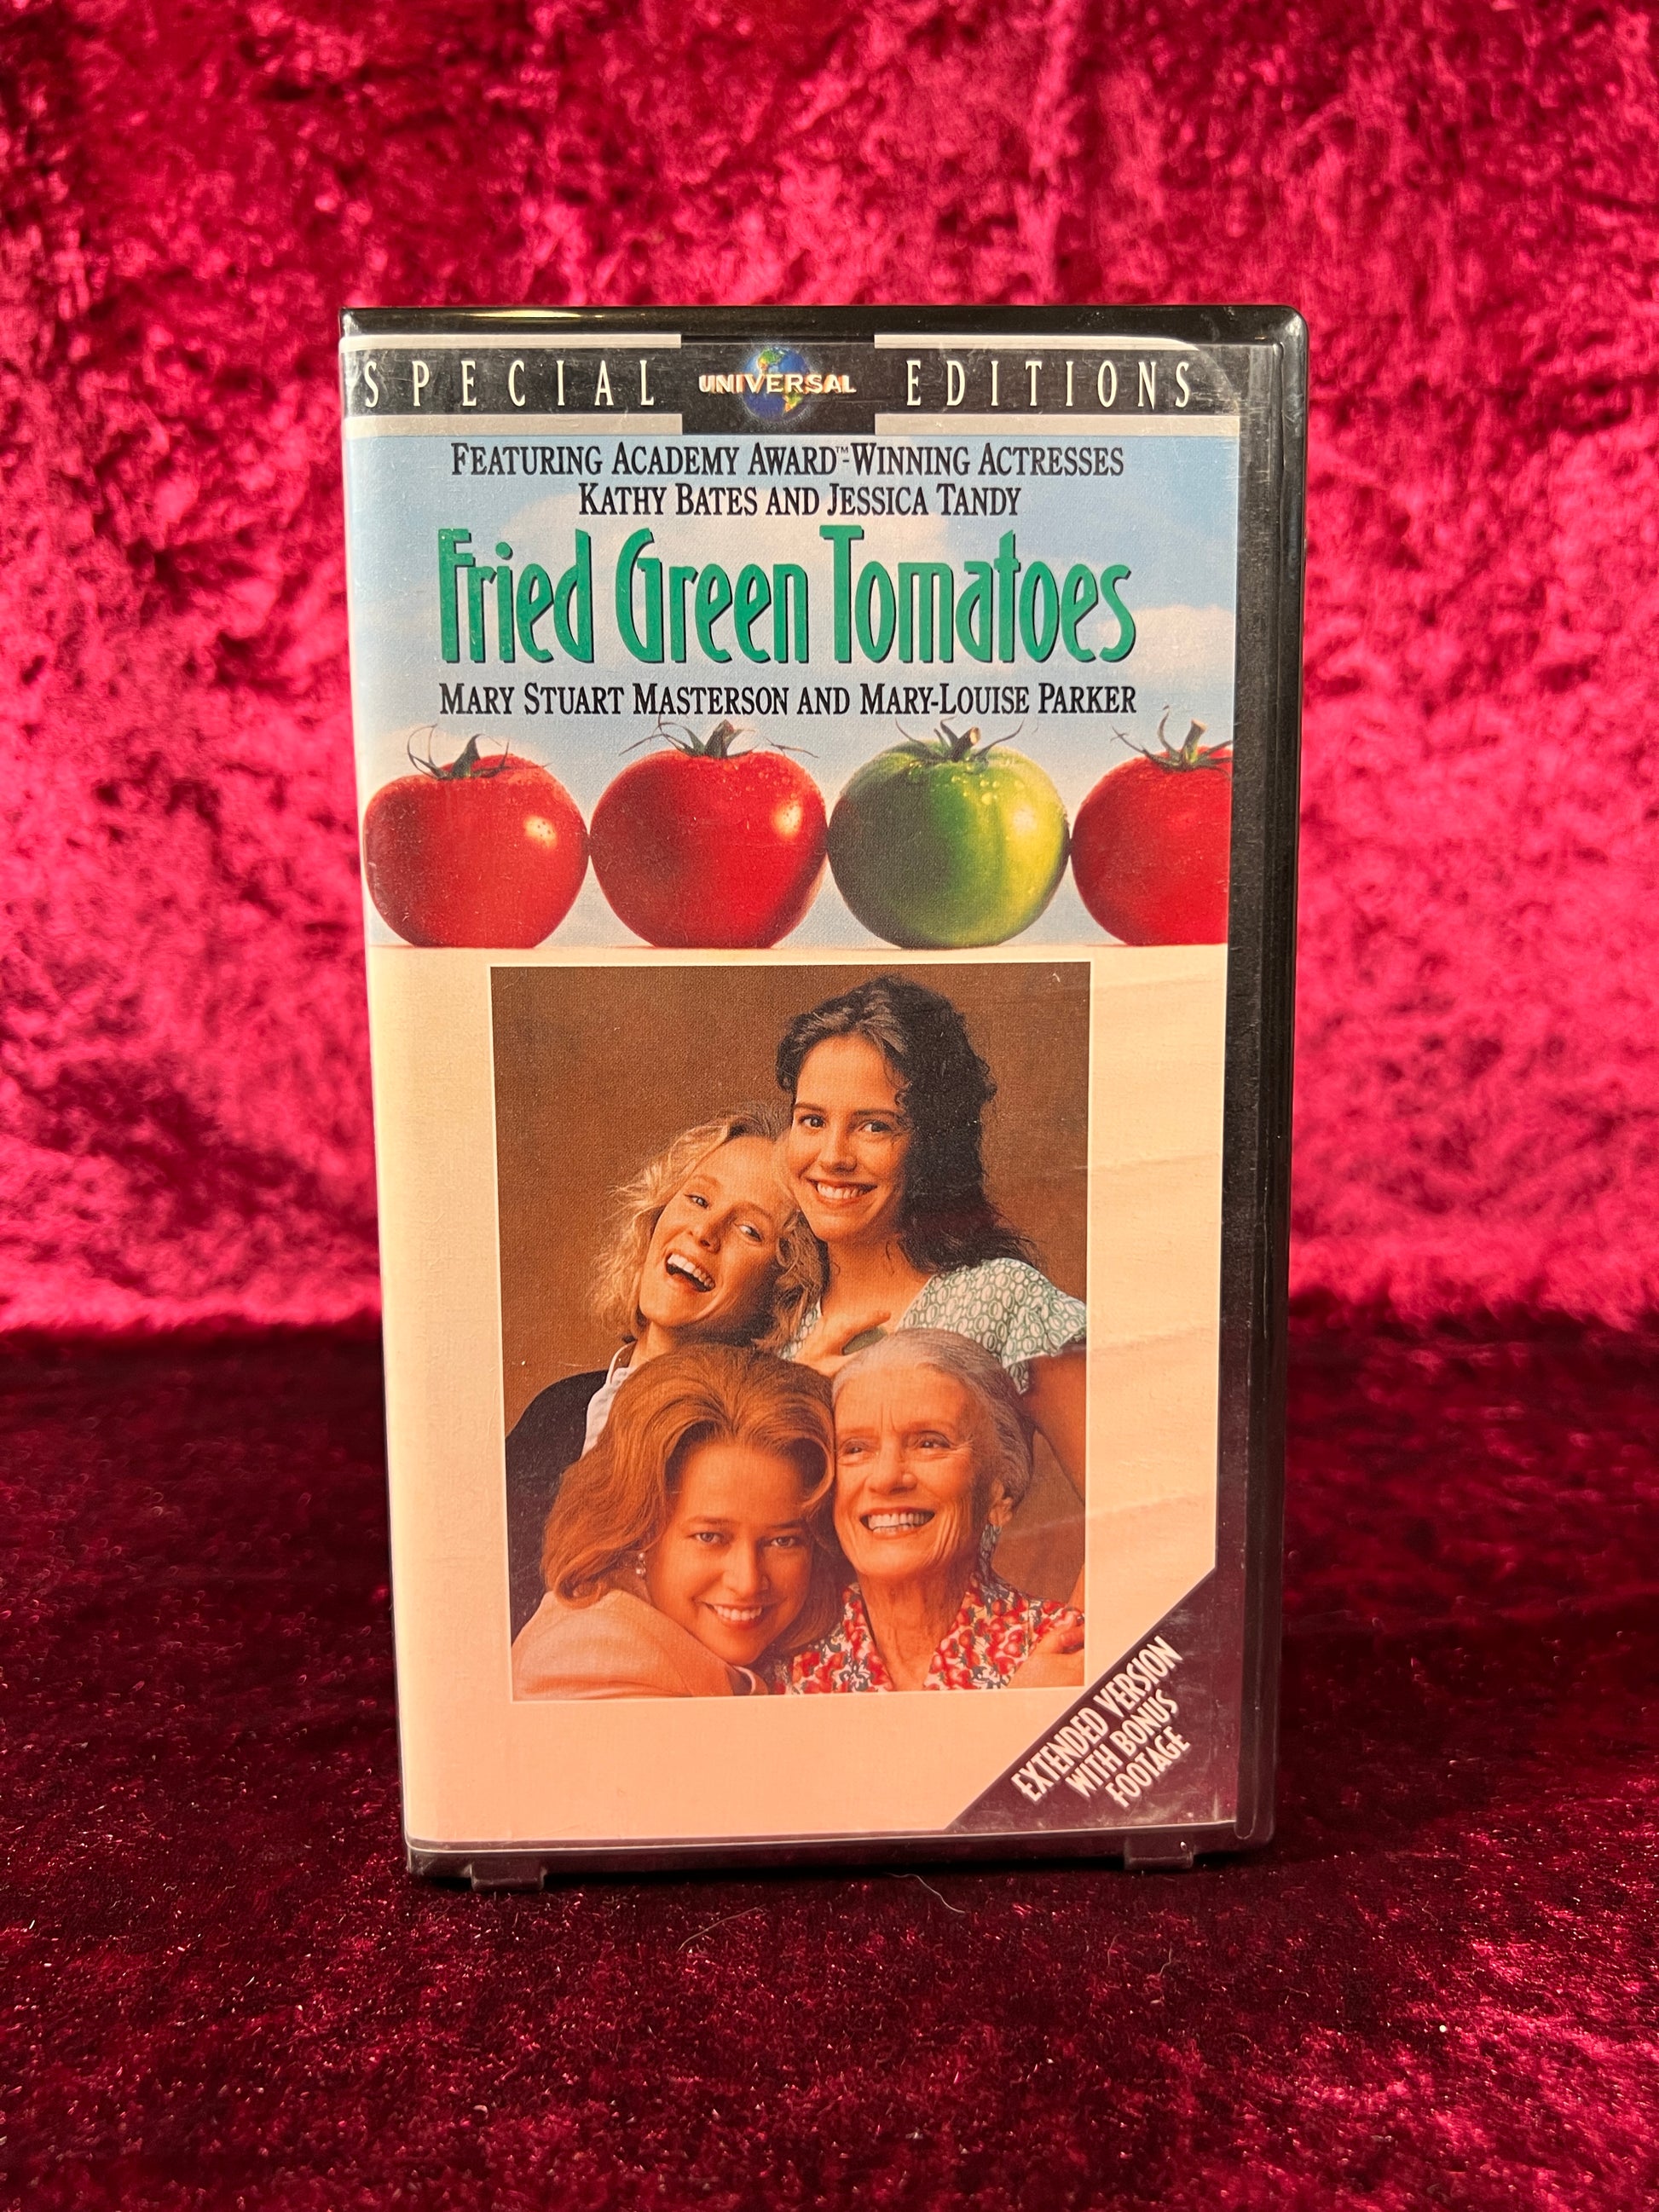 SPECIAL UNIVERSAL EDITIONS
FEATURING ACADEMY AWARD™-WINNING ACTRESSES
KATHY BATES AND JESSICA TANDY
Fried Green Tomatoes
MARY STUART MASTERSON AND MARY-LOUISE PARKER
EXTENDED VERSION
WITH BONUS
FOOTAGE